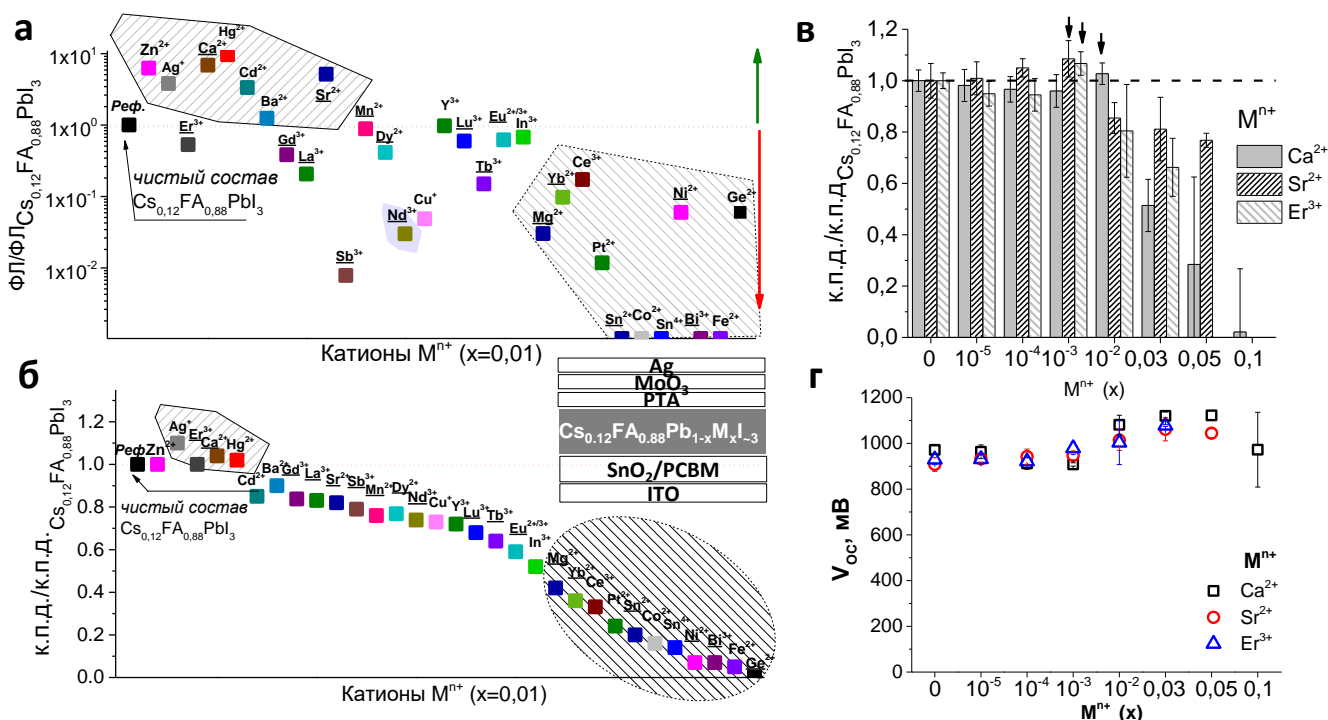 а
ФЛ/ФЛCs0,12FA0,88PbI3
1x10¹
1x10⁰
1x10⁻¹
1x10⁻²
Zn²⁺
Ag⁺
Ca²⁺
Hg²⁺
Cd²⁺
Ba²⁺
Sr²⁺
Реф.
Er³⁺
Gd³⁺
La³⁺
Mn²⁺
Dy²⁺
Y³⁺
Lu³⁺
Eu²⁺/³⁺
In³⁺
Tb³⁺
чистый состав
Cs0,12FA0,88PbI3
Nd³⁺
Cu⁺
Sb³⁺
Ce³⁺
Yb²⁺
Mg²⁺
Ni²⁺
Ge²⁺
Pt²⁺
Sn²⁺
Co²⁺
Sn⁴⁺
Bi³⁺
Fe²⁺
Катионы Mⁿ⁺ (x=0,01)
б
к.п.д./к.п.д.Cs0,12FA0,88PbI3
1.2
1.0
0.8
0.6
0.4
0.2
0.0
Реф
Zn²⁺
Ag⁺
Er³⁺
Ca²⁺
Hg²⁺
чистый состав
Cs0,12FA0,88PbI3
Cd²⁺
Ba²⁺
Gd³⁺
La³⁺
Sr²⁺
Sb³⁺
Mn²⁺
Dy²⁺
Nd³⁺
Cu⁺
Y³⁺
Lu³⁺
Tb³⁺
Eu²⁺/³⁺
In³⁺
Mg²⁺
Yb²⁺
Ce³⁺
Pt²⁺
Sn²⁺
Co²⁺
Sn⁴⁺
Ni²⁺
Bi³⁺
Fe²⁺
Ge²⁺
Катионы Mⁿ⁺ (x=0,01)
Ag
MoO3
PTA
Cs0.12FA0.88Pb1-xMxI~3
SnO2/PCBM
ITO
в
к.п.д./к.п.д.Cs0,12FA0,88PbI3
1,2
1,0
0,8
0,6
0,4
0,2
0,0
0 10⁻⁵ 10⁻⁴ 10⁻³ 10⁻² 0,03 0,05 0,1
Mⁿ⁺ (x)
Mⁿ⁺
Ca²⁺
Sr²⁺
Er³⁺
г
Voc, мВ
1200
1000
800
600
400
200
0
0 10⁻⁵ 10⁻⁴ 10⁻³ 10⁻² 0,03 0,05 0,1
Mⁿ⁺ (x)
Mⁿ⁺
Ca²⁺
Sr²⁺
Er³⁺